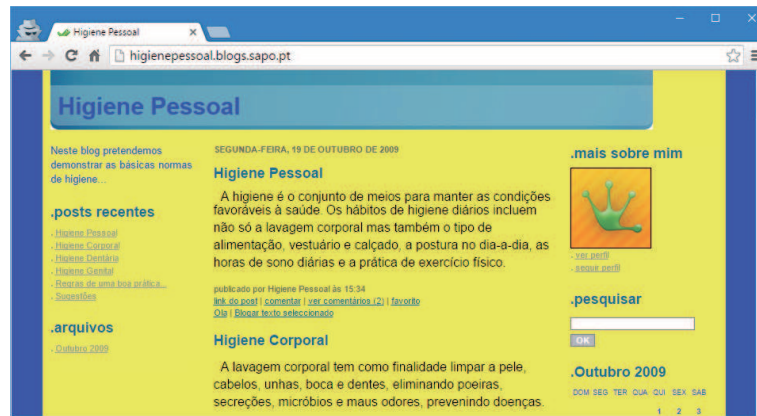 Higiene Pessoal
higienepessoal.blogs.sapo.pt
Higiene Pessoal
Neste blog pretendemos
demonstrar as básicas normas
de higiene...
.posts recentes
. Higiene Pessoal
. Higiene Corporal
. Higiene Dentária
. Higiene Genital
. Regras de uma boa prática...
. Sugestões
.arquivos
. Outubro 2009
SEGUNDA-FEIRA, 19 DE OUTUBRO DE 2009
Higiene Pessoal
A higiene é o conjunto de meios para manter as condições
favoráveis à saúde. Os hábitos de higiene diários incluem
não só a lavagem corporal mas também o tipo de
alimentação, vestuário e calçado, a postura no dia-a-dia, as
horas de sono diárias e a prática de exercício físico.
publicado por Higiene Pessoal às 15:34
link do post | comentar | ver comentários (2) | favorito
Ola | Blogar texto seleccionado
Higiene Corporal
A lavagem corporal tem como finalidade limpar a pele,
cabelos, unhas, boca e dentes, eliminando poeiras,
secreções, micróbios e maus odores, prevenindo doenças.
.mais sobre mim
. ver perfil
. seguir perfil
.pesquisar
OK
.Outubro 2009
DOM SEG TER QUA QUI SEX SAB
1 2 3